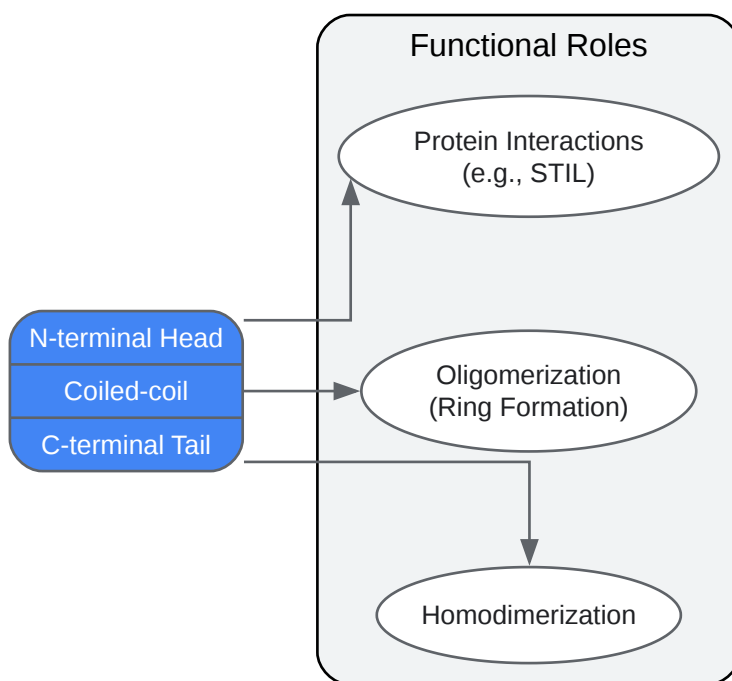 Functional Roles
Protein Interactions
(e.g., STIL)
N-terminal Head
Coiled-coil
C-terminal Tail
Oligomerization
(Ring Formation)
Homodimerization